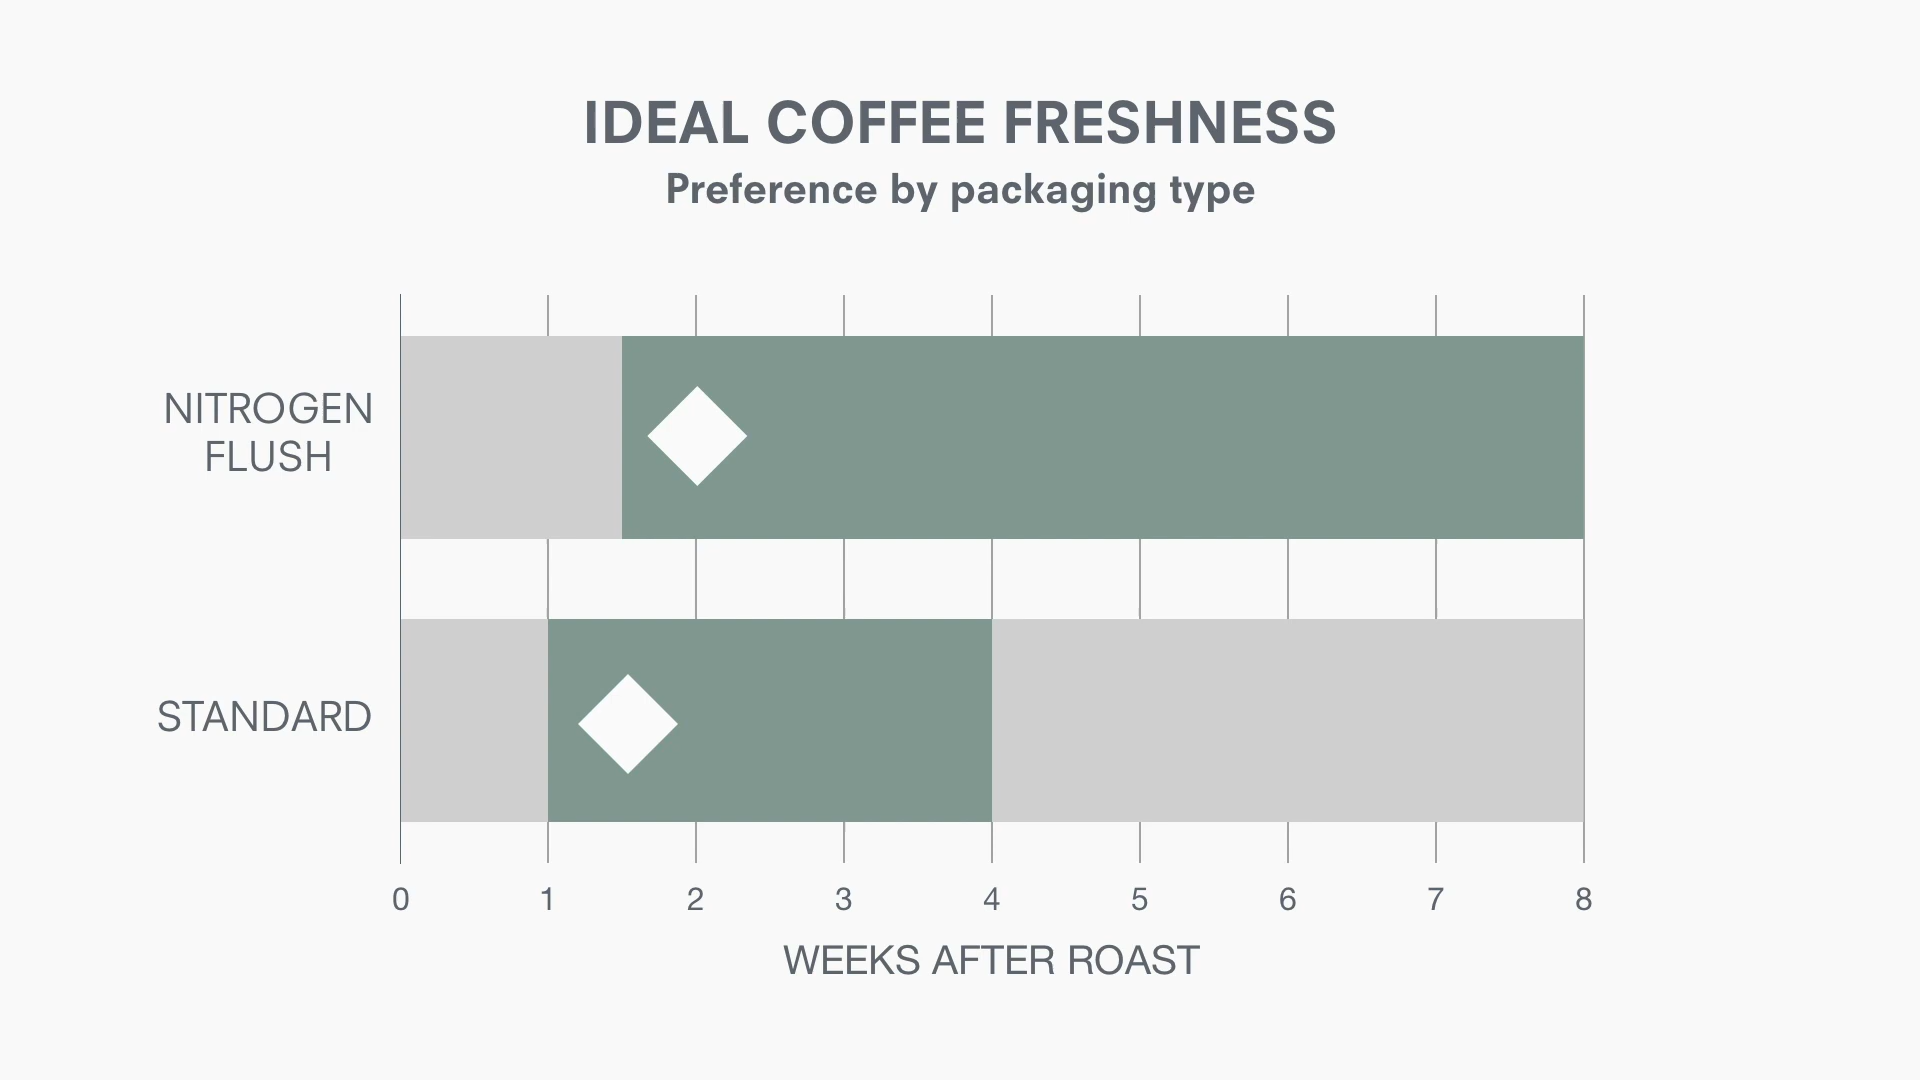 IDEAL COFFEE FRESHNESS
Preference by packaging type
NITROGEN
FLUSH
STANDARD
0 1 2 3 4 5 6 7 8
WEEKS AFTER ROAST